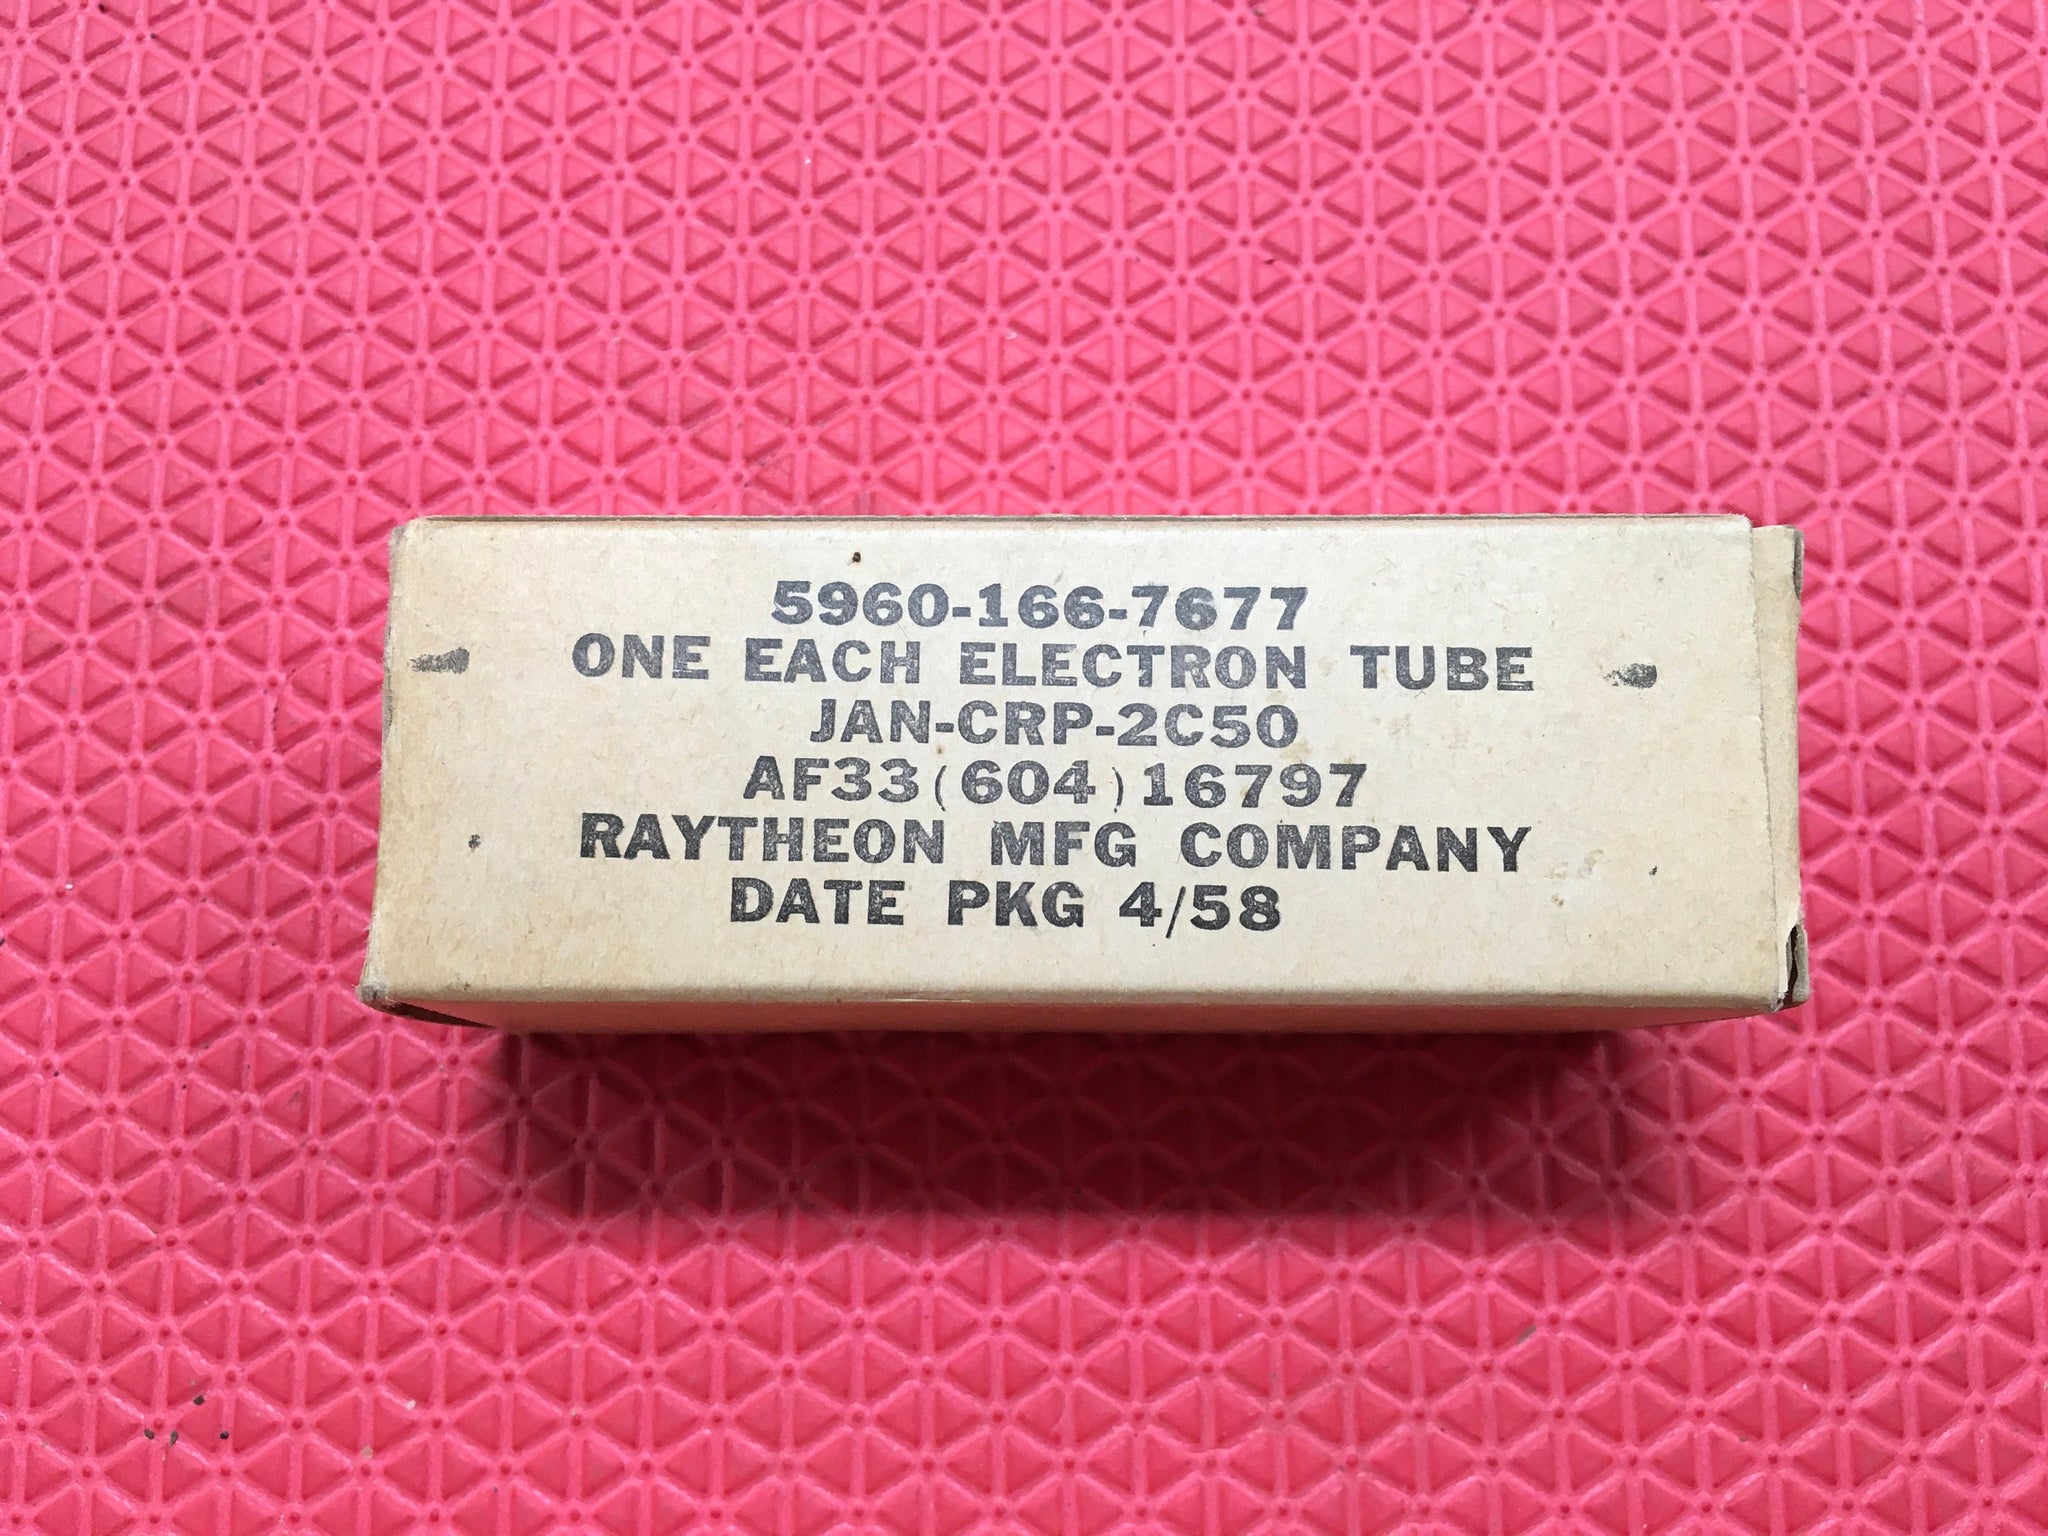 5960-166-7677
ONE EACH ELECTRON TUBE
JAN-CRP-2C50
AF33(604)16797
RAYTHEON MFG COMPANY
DATE PKG 4/58